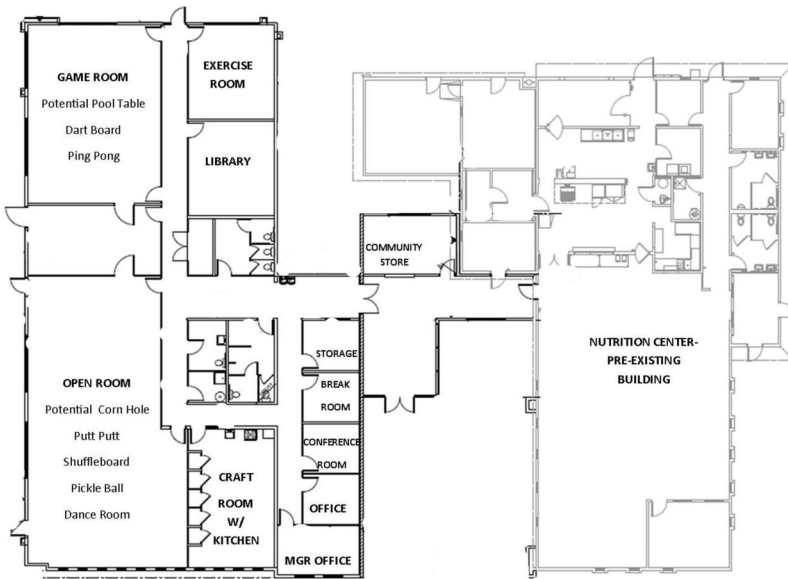 GAME ROOM
Potential Pool Table
Dart Board
Ping Pong
EXERCISE
ROOM
LIBRARY
COMMUNITY
STORE
NUTRITION CENTER-
PRE-EXISTING
BUILDING
OPEN ROOM
Potential Corn Hole
Putt Putt
Shuffleboard
Pickle Ball
Dance Room
STORAGE
BREAK
ROOM
CONFERENCE
ROOM
OFFICE
MGR OFFICE
CRAFT
ROOM
W/
KITCHEN